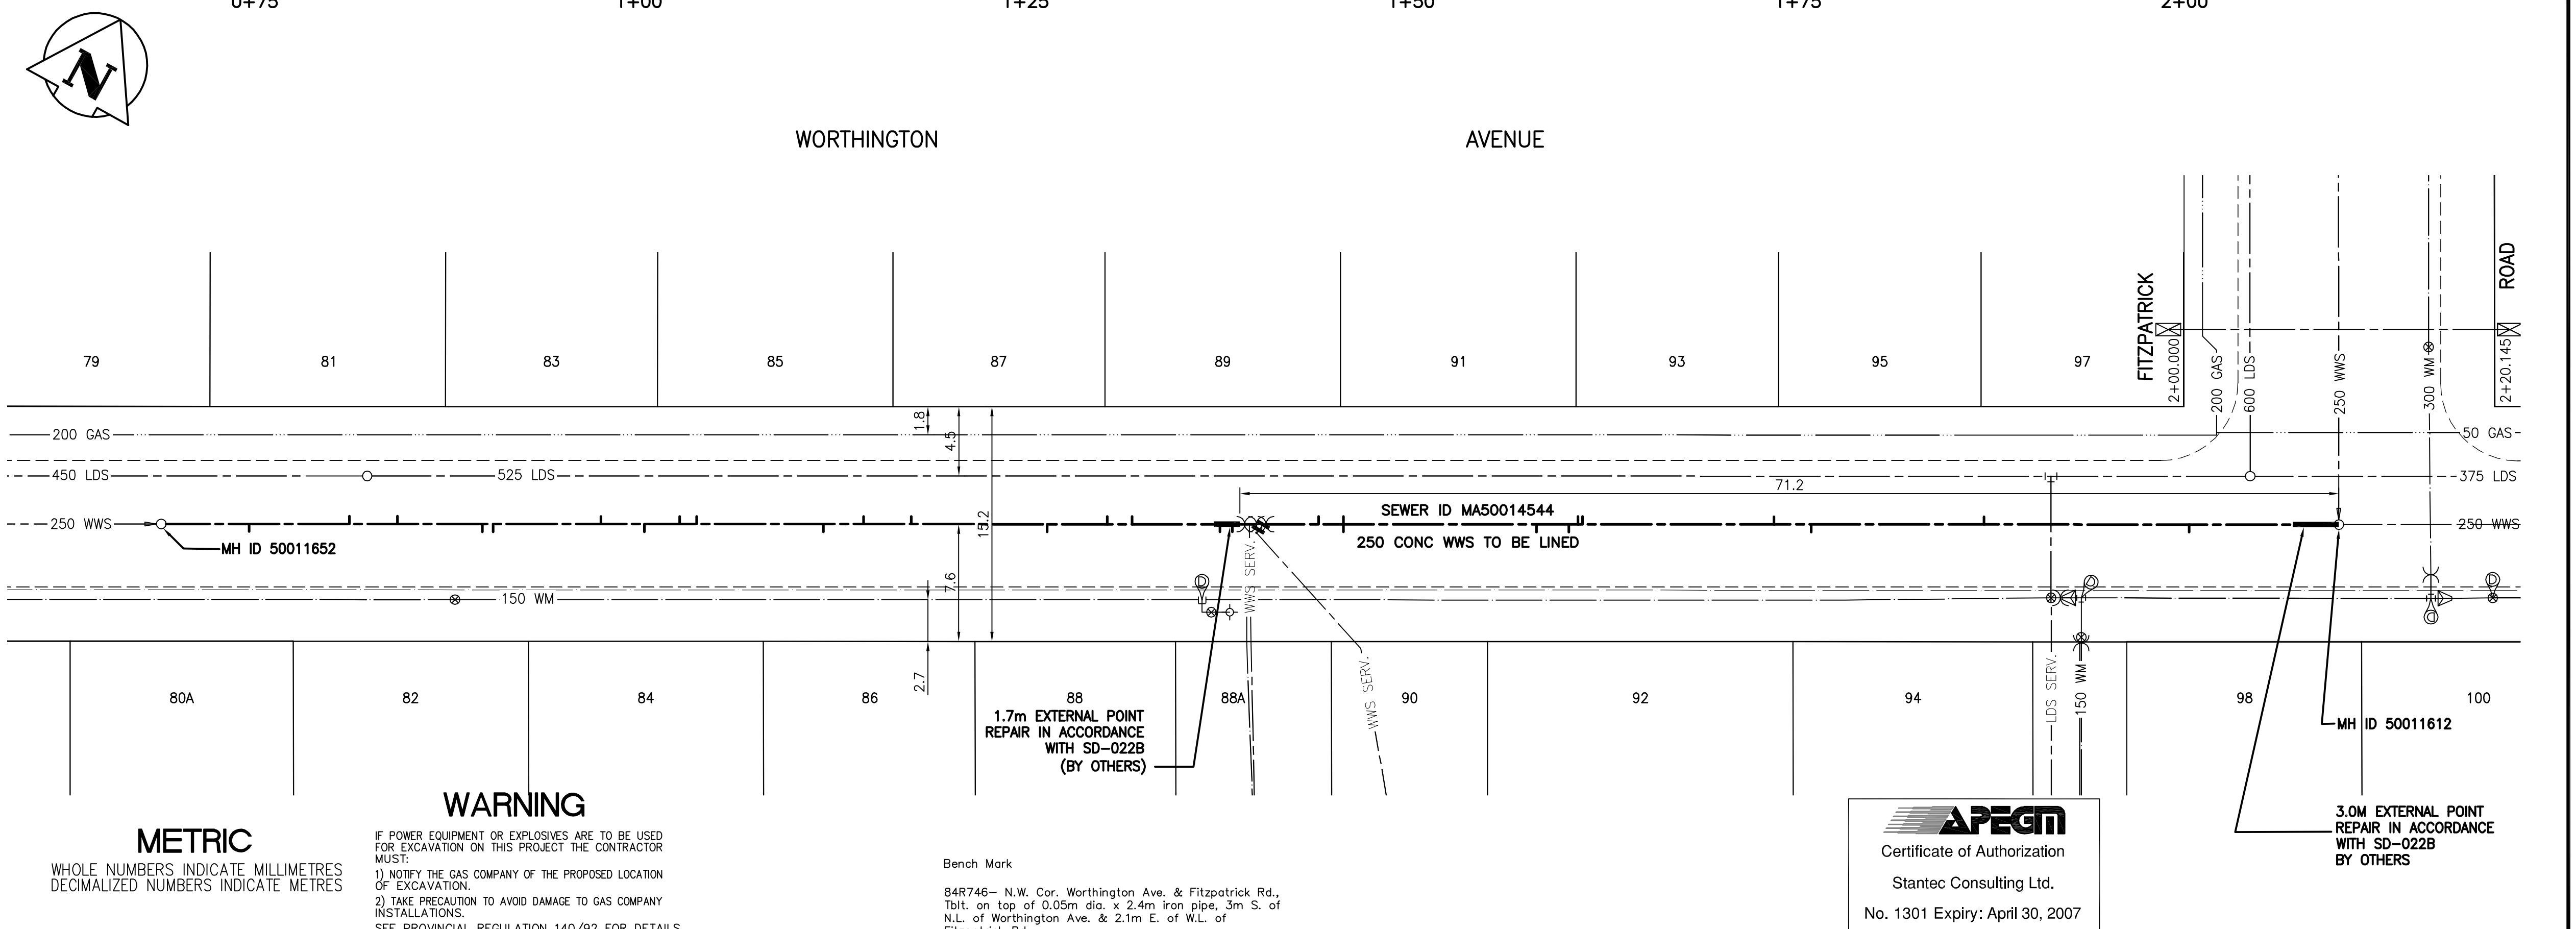 0+75 1+00 1+25 1+50 1+75 2+00
N
WORTHINGTON AVENUE
FITZPATRICK ROAD
2+00.000 200 GAS 600 LDS 250 WWS 300 WM 2+20.145
79 81 83 85 87 89 91 93 95 97
200 GAS 1.8 4.5 50 GAS
450 LDS 525 LDS 375 LDS
71.2
SEWER ID MA50014544
250 WWS 15.2 250 WWS
MH ID 50011652 250 CONC WWS TO BE LINED
7.6 WWS SERV.
150 WM
2.7 WWS SERV. LDS SERV. 150 WM
80A 82 84 86 88 88A 90 92 94 98 100
1.7m EXTERNAL POINT
REPAIR IN ACCORDANCE
WITH SD-022B
(BY OTHERS)
MH ID 50011612
3.0M EXTERNAL POINT
REPAIR IN ACCORDANCE
WITH SD-022B
BY OTHERS
METRIC
WHOLE NUMBERS INDICATE MILLIMETRES
DECIMALIZED NUMBERS INDICATE METRES
WARNING
IF POWER EQUIPMENT OR EXPLOSIVES ARE TO BE USED
FOR EXCAVATION ON THIS PROJECT THE CONTRACTOR
MUST:
1) NOTIFY THE GAS COMPANY OF THE PROPOSED LOCATION
OF EXCAVATION.
2) TAKE PRECAUTION TO AVOID DAMAGE TO GAS COMPANY
INSTALLATIONS.
SEE PROVINCIAL REGULATION 140/92 FOR DETAILS
Bench Mark
84R746– N.W. Cor. Worthington Ave. & Fitzpatrick Rd.,
Tblt. on top of 0.05m dia. x 2.4m iron pipe, 3m S. of
N.L. of Worthington Ave. & 2.1m E. of W.L. of
Fitzpatrick Rd.
APEGM
Certificate of Authorization
Stantec Consulting Ltd.
No. 1301 Expiry: April 30, 2007